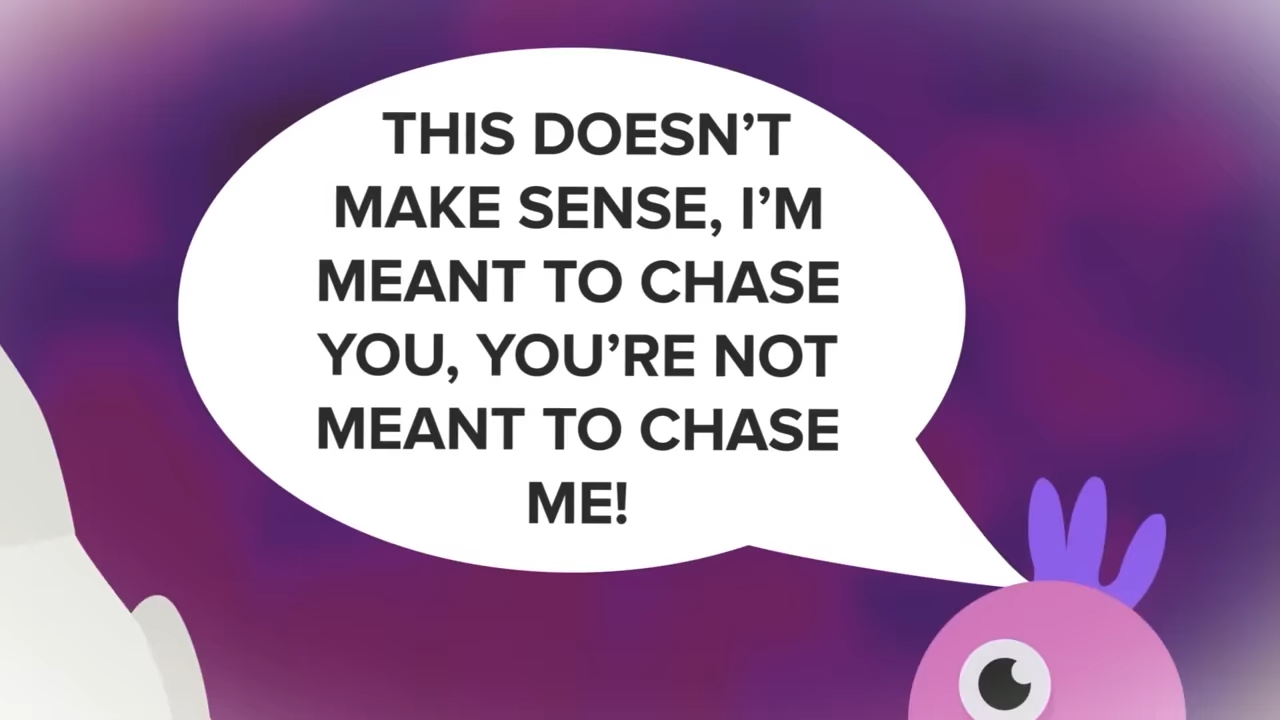 THIS DOESN’T
MAKE SENSE, I’M
MEANT TO CHASE
YOU, YOU’RE NOT
MEANT TO CHASE
ME!